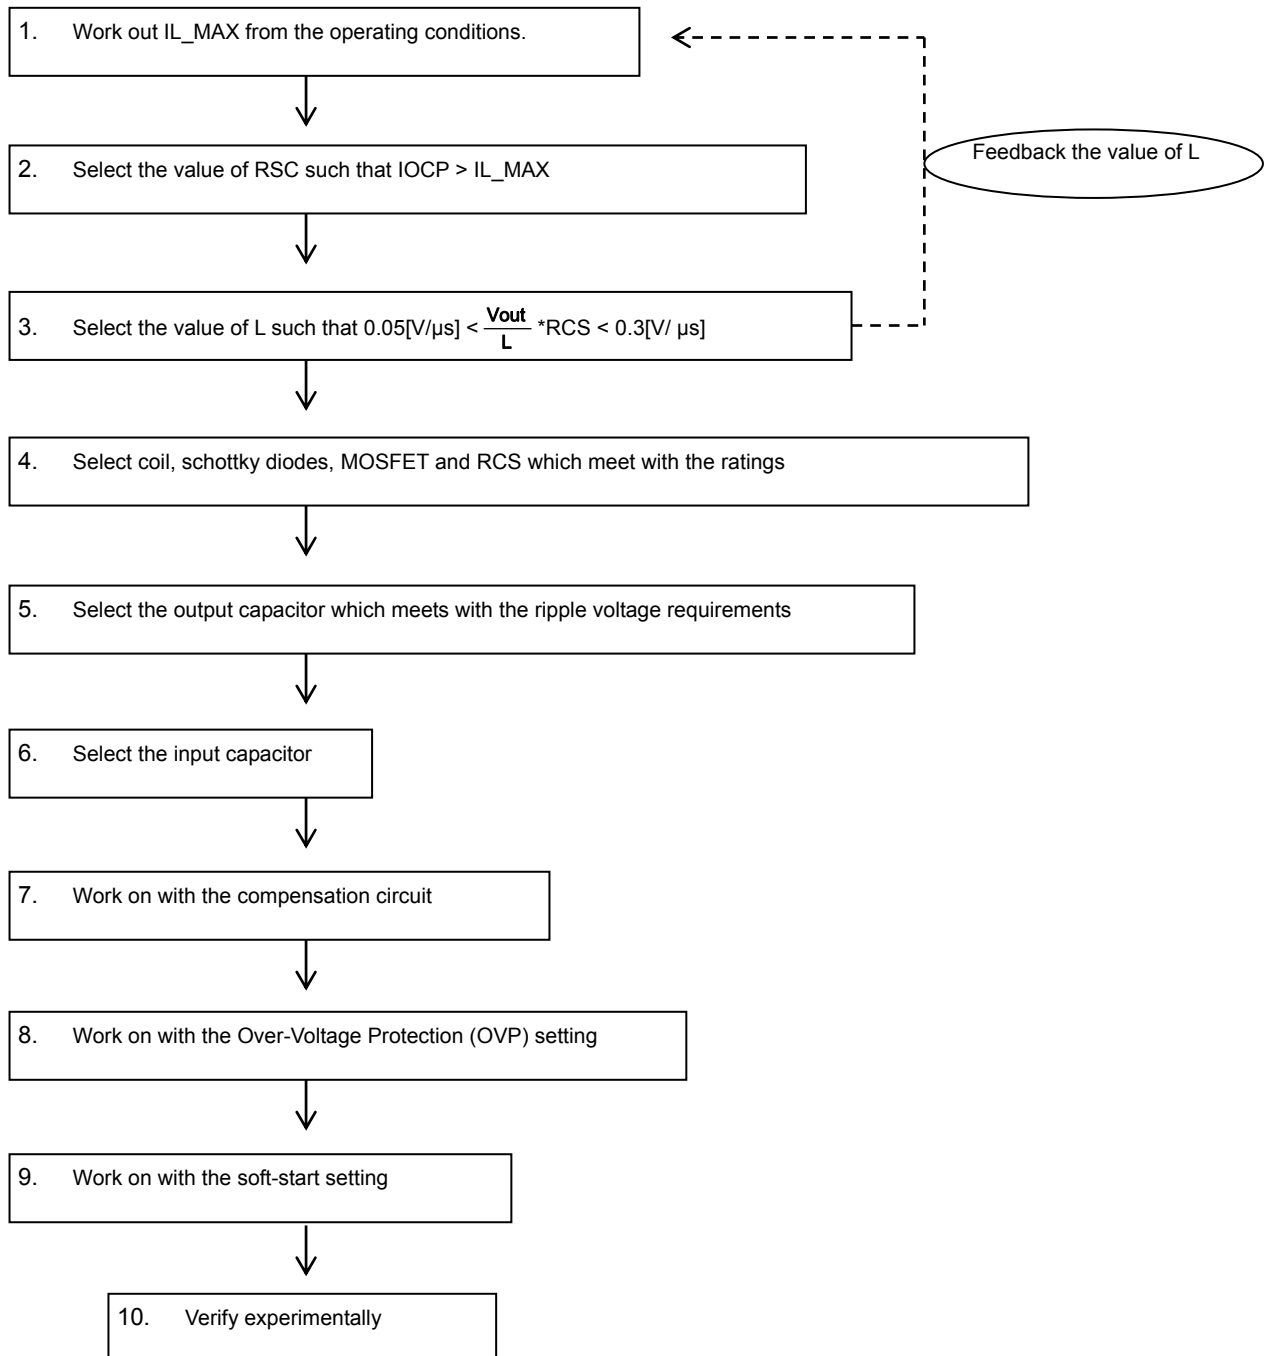 1. Work out IL_MAX from the operating conditions.
Feedback the value of L
2. Select the value of RSC such that IOCP > IL_MAX
3. Select the value of L such that 0.05[V/µs] < Vout/L *RCS < 0.3[V/ µs]
4. Select coil, schottky diodes, MOSFET and RCS which meet with the ratings
5. Select the output capacitor which meets with the ripple voltage requirements
6. Select the input capacitor
7. Work on with the compensation circuit
8. Work on with the Over-Voltage Protection (OVP) setting
9. Work on with the soft-start setting
10. Verify experimentally